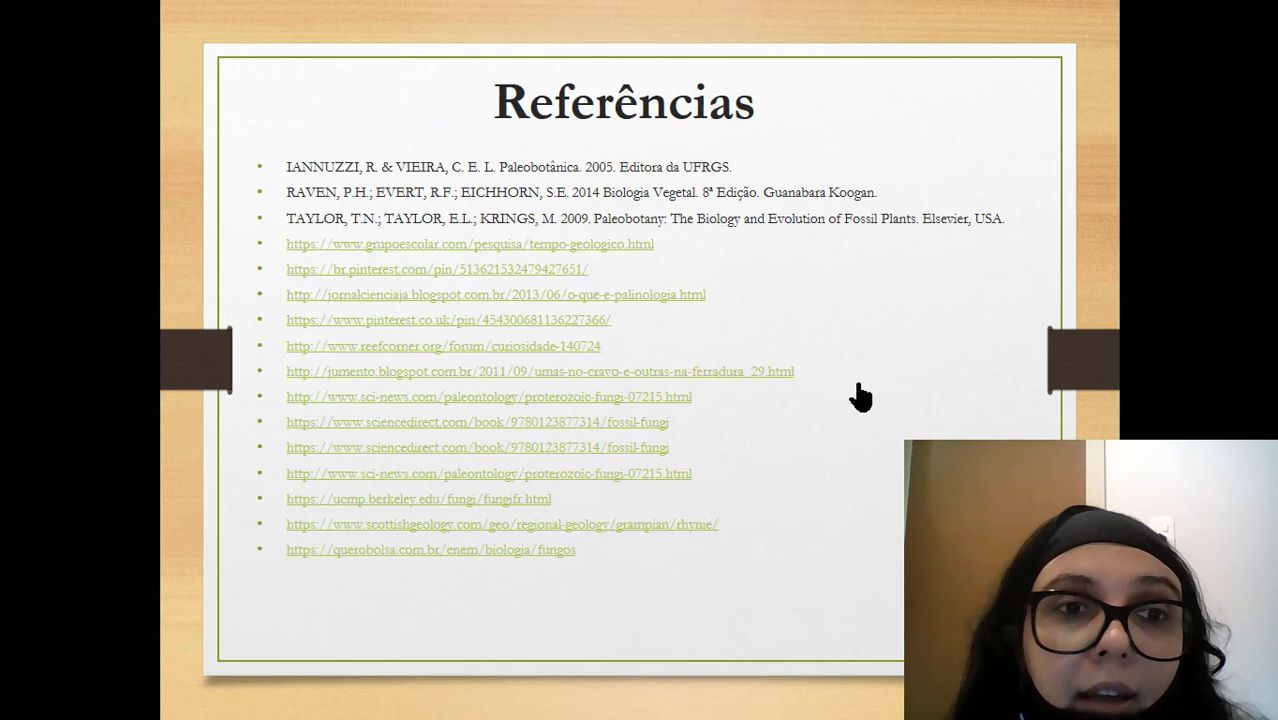 Referências
• IANNUZZI, R. & VIEIRA, C. E. L. Paleobotânica. 2005. Editora da UFRGS.
• RAVEN, P.H.; EVERT, R.F.; EICHHORN, S.E. 2014 Biologia Vegetal. 8ª Edição. Guanabara Koogan.
• TAYLOR, T.N.; TAYLOR, E.L.; KRINGS, M. 2009. Paleobotany: The Biology and Evolution of Fossil Plants. Elsevier, USA.
• https://www.grupoescolar.com/pesquisa/tempo-geologico.html
• https://br.pinterest.com/pin/513621532479427651/
• http://jornalcienciaja.blogspot.com.br/2013/06/o-que-e-palinologia.html
• https://www.pinterest.co.uk/pin/454300681136227366/
• http://www.reefcorner.org/forum/curiosidade-140724
• http://jumento.blogspot.com.br/2011/09/umas-no-cravo-e-outras-na-ferradura_29.html
• http://www.sci-news.com/paleontology/proterozoic-fungi-07215.html
• https://www.sciencedirect.com/book/9780123877314/fossil-fungi
• https://www.sciencedirect.com/book/9780123877314/fossil-fungi
• http://www.sci-news.com/paleontology/proterozoic-fungi-07215.html
• https://ucmp.berkeley.edu/fungi/fungifr.html
• https://www.scottishgeology.com/geo/regional-geology/grampian/rhynie/
• https://querobolsa.com.br/enem/biologia/fungos